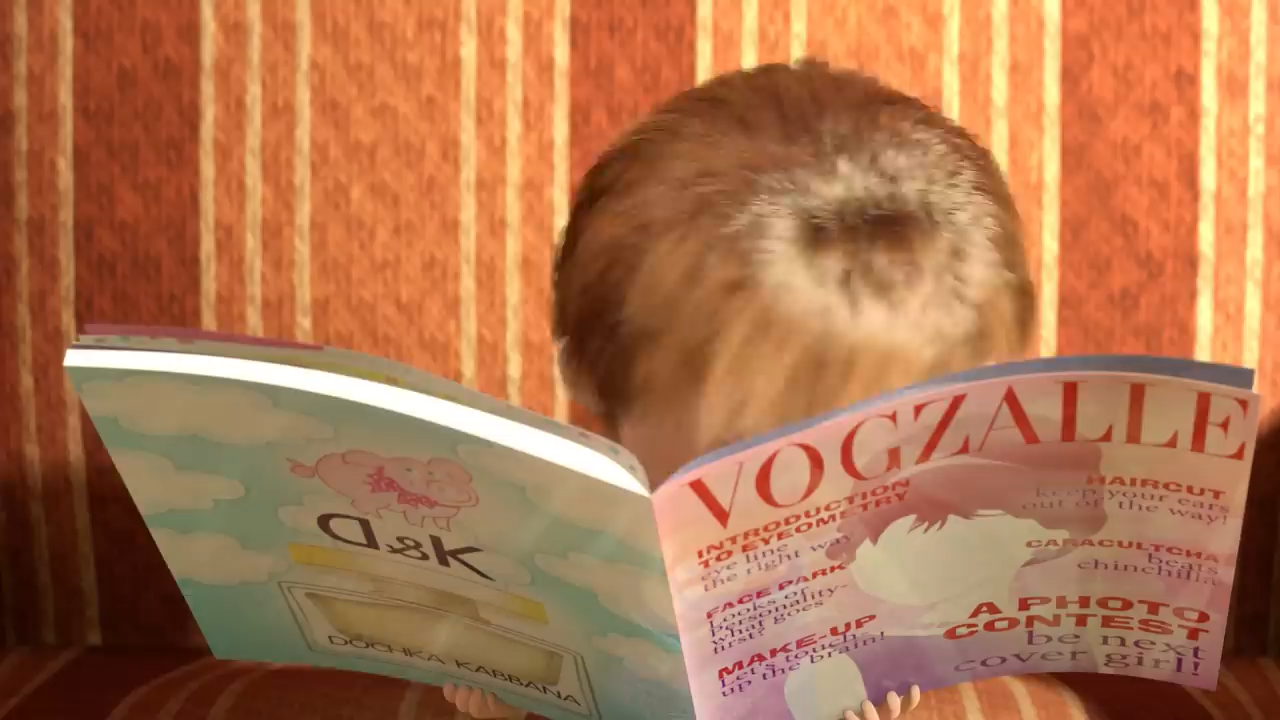 D&K
DOCHKA KABBANA
VOGZALLE
INTRODUCTION
TO EYEOMETRY
eye line
the right way
FACE PARK
Looks or
personality-
what goes
first?
MAKE-UP
Let's touch
up the brain!
HAIRCUT
keep your ears
out of the way!
CARACULTCHA
beats
chinchilla
A PHOTO
CONTEST
be next
cover girl!